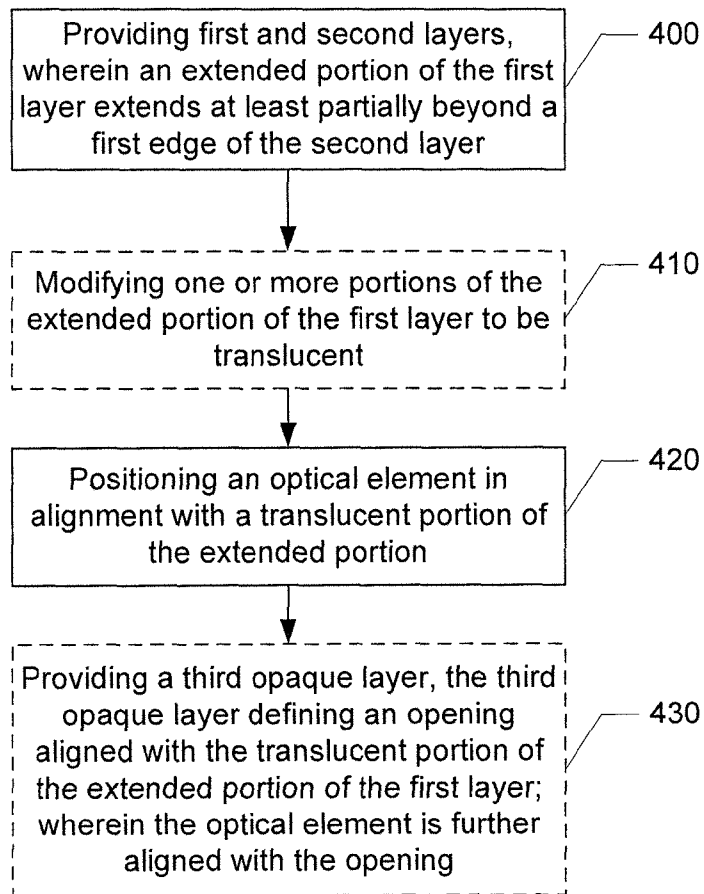 Providing first and second layers,
wherein an extended portion of the first
layer extends at least partially beyond a
first edge of the second layer
400
Modifying one or more portions of the
extended portion of the first layer to be
translucent
410
Positioning an optical element in
alignment with a translucent portion of
the extended portion
420
Providing a third opaque layer, the third
opaque layer defining an opening
aligned with the translucent portion of
the extended portion of the first layer;
wherein the optical element is further
aligned with the opening
430